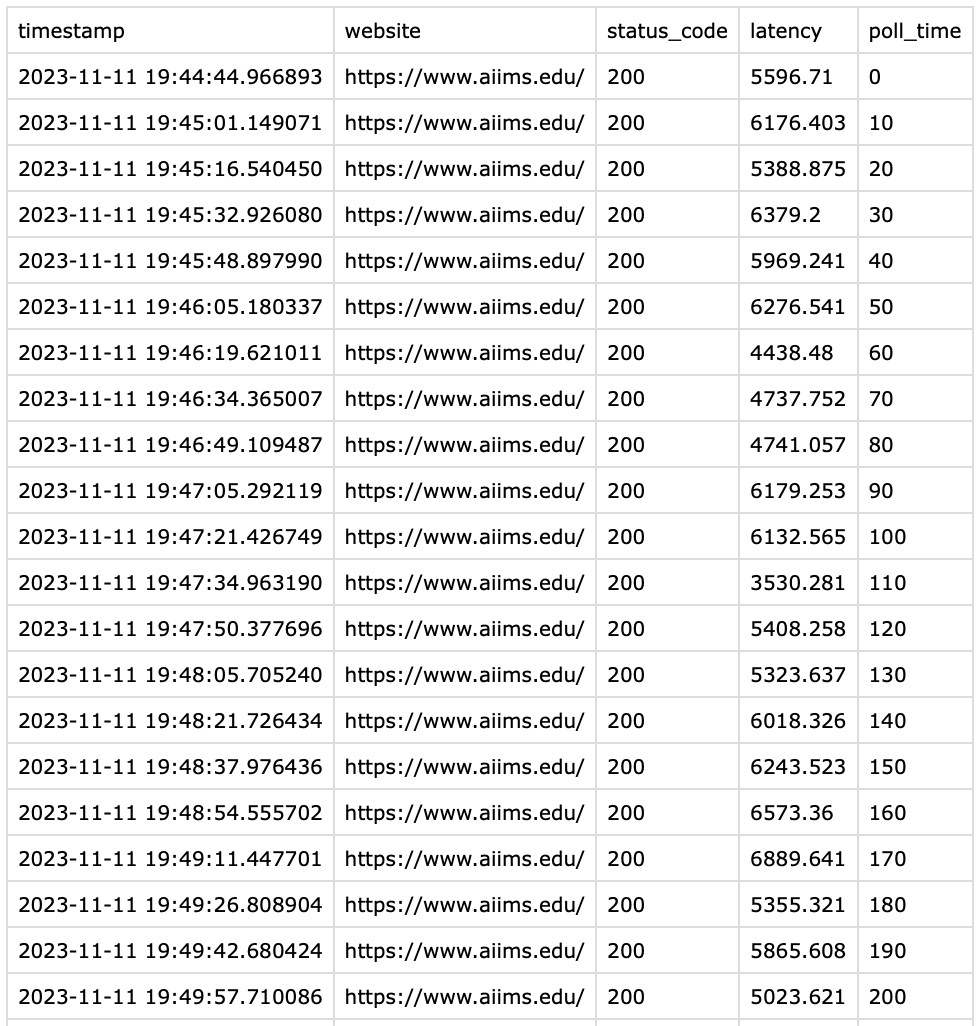 timestamp website status_code latency poll_time
2023-11-11 19:44:44.966893 https://www.aiims.edu/ 200 5596.71 0
2023-11-11 19:45:01.149071 https://www.aiims.edu/ 200 6176.403 10
2023-11-11 19:45:16.540450 https://www.aiims.edu/ 200 5388.875 20
2023-11-11 19:45:32.926080 https://www.aiims.edu/ 200 6379.2 30
2023-11-11 19:45:48.897990 https://www.aiims.edu/ 200 5969.241 40
2023-11-11 19:46:05.180337 https://www.aiims.edu/ 200 6276.541 50
2023-11-11 19:46:19.621011 https://www.aiims.edu/ 200 4438.48 60
2023-11-11 19:46:34.365007 https://www.aiims.edu/ 200 4737.752 70
2023-11-11 19:46:49.109487 https://www.aiims.edu/ 200 4741.057 80
2023-11-11 19:47:05.292119 https://www.aiims.edu/ 200 6179.253 90
2023-11-11 19:47:21.426749 https://www.aiims.edu/ 200 6132.565 100
2023-11-11 19:47:34.963190 https://www.aiims.edu/ 200 3530.281 110
2023-11-11 19:47:50.377696 https://www.aiims.edu/ 200 5408.258 120
2023-11-11 19:48:05.705240 https://www.aiims.edu/ 200 5323.637 130
2023-11-11 19:48:21.726434 https://www.aiims.edu/ 200 6018.326 140
2023-11-11 19:48:37.976436 https://www.aiims.edu/ 200 6243.523 150
2023-11-11 19:48:54.555702 https://www.aiims.edu/ 200 6573.36 160
2023-11-11 19:49:11.447701 https://www.aiims.edu/ 200 6889.641 170
2023-11-11 19:49:26.808904 https://www.aiims.edu/ 200 5355.321 180
2023-11-11 19:49:42.680424 https://www.aiims.edu/ 200 5865.608 190
2023-11-11 19:49:57.710086 https://www.aiims.edu/ 200 5023.621 200